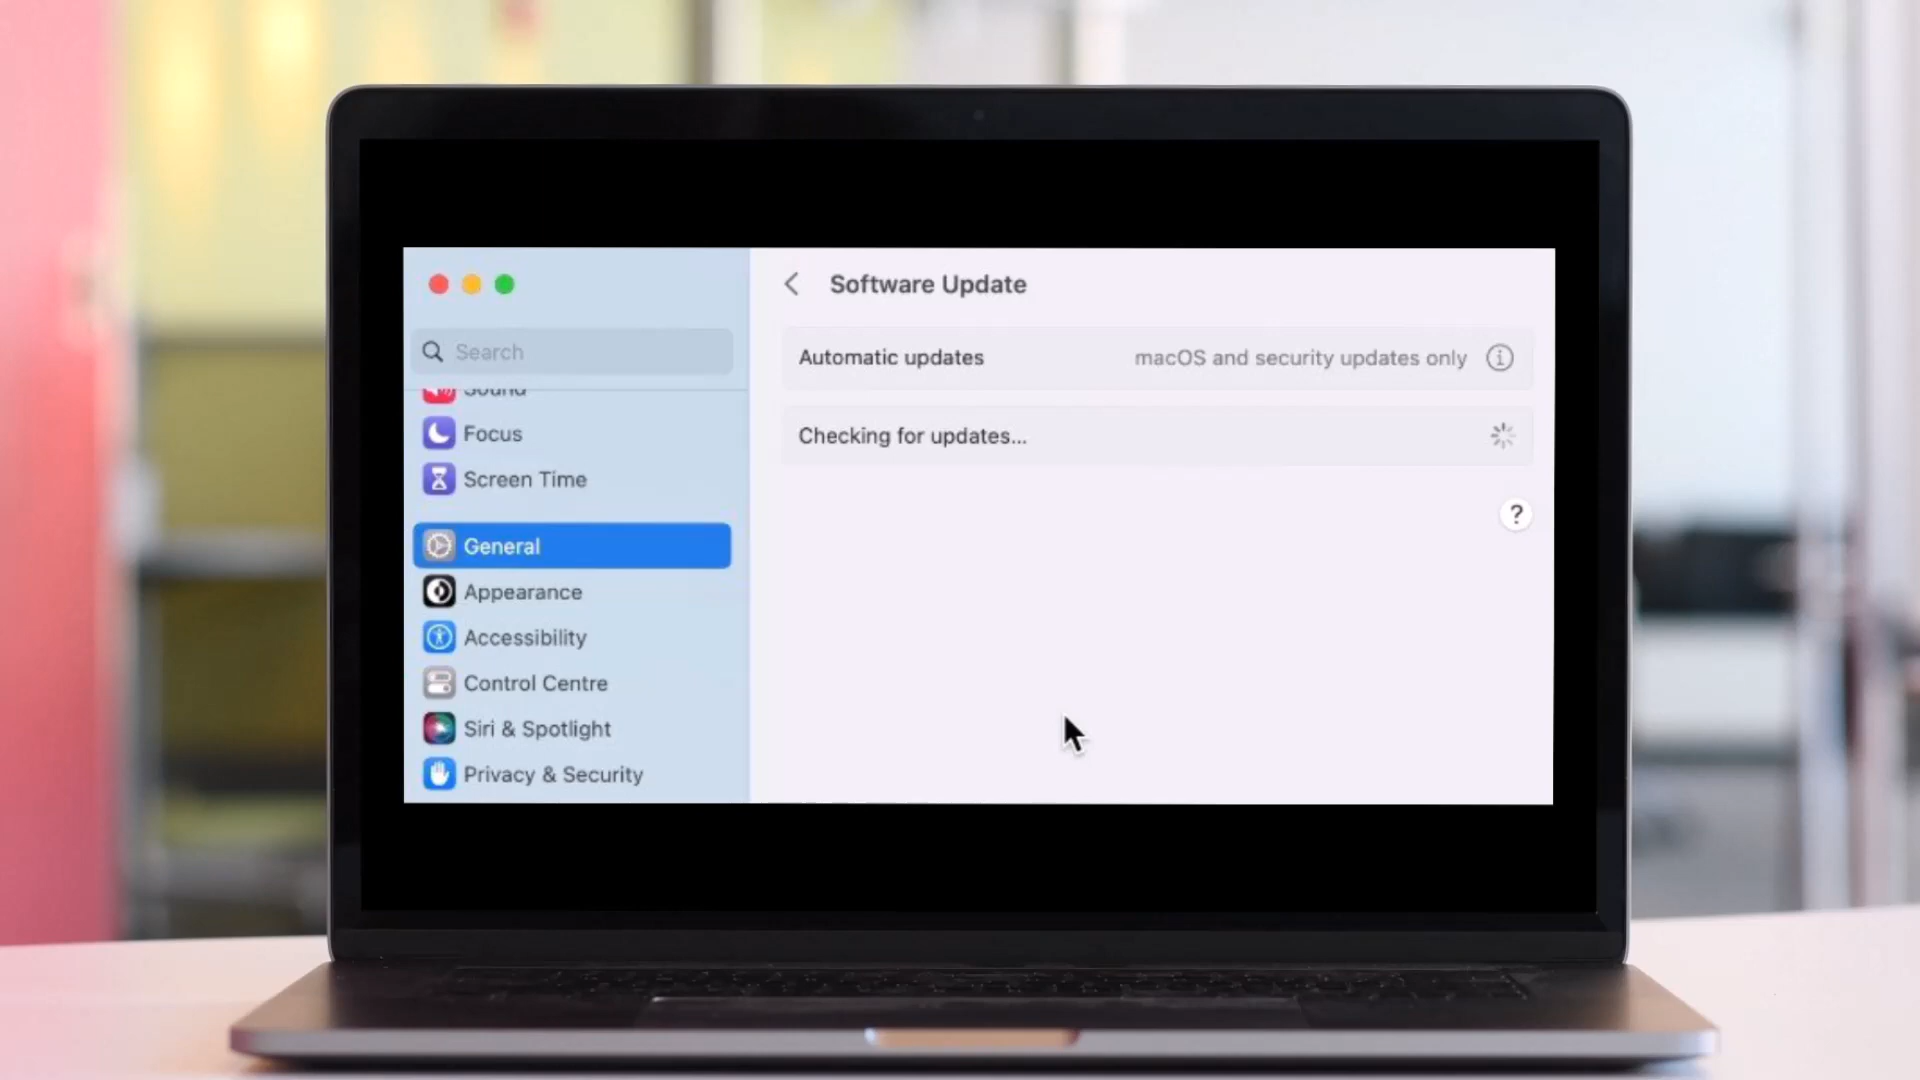 Software Update
Search
Automatic updates
macOS and security updates only
Checking for updates...
?
Sound
Focus
Screen Time
General
Appearance
Accessibility
Control Centre
Siri & Spotlight
Privacy & Security